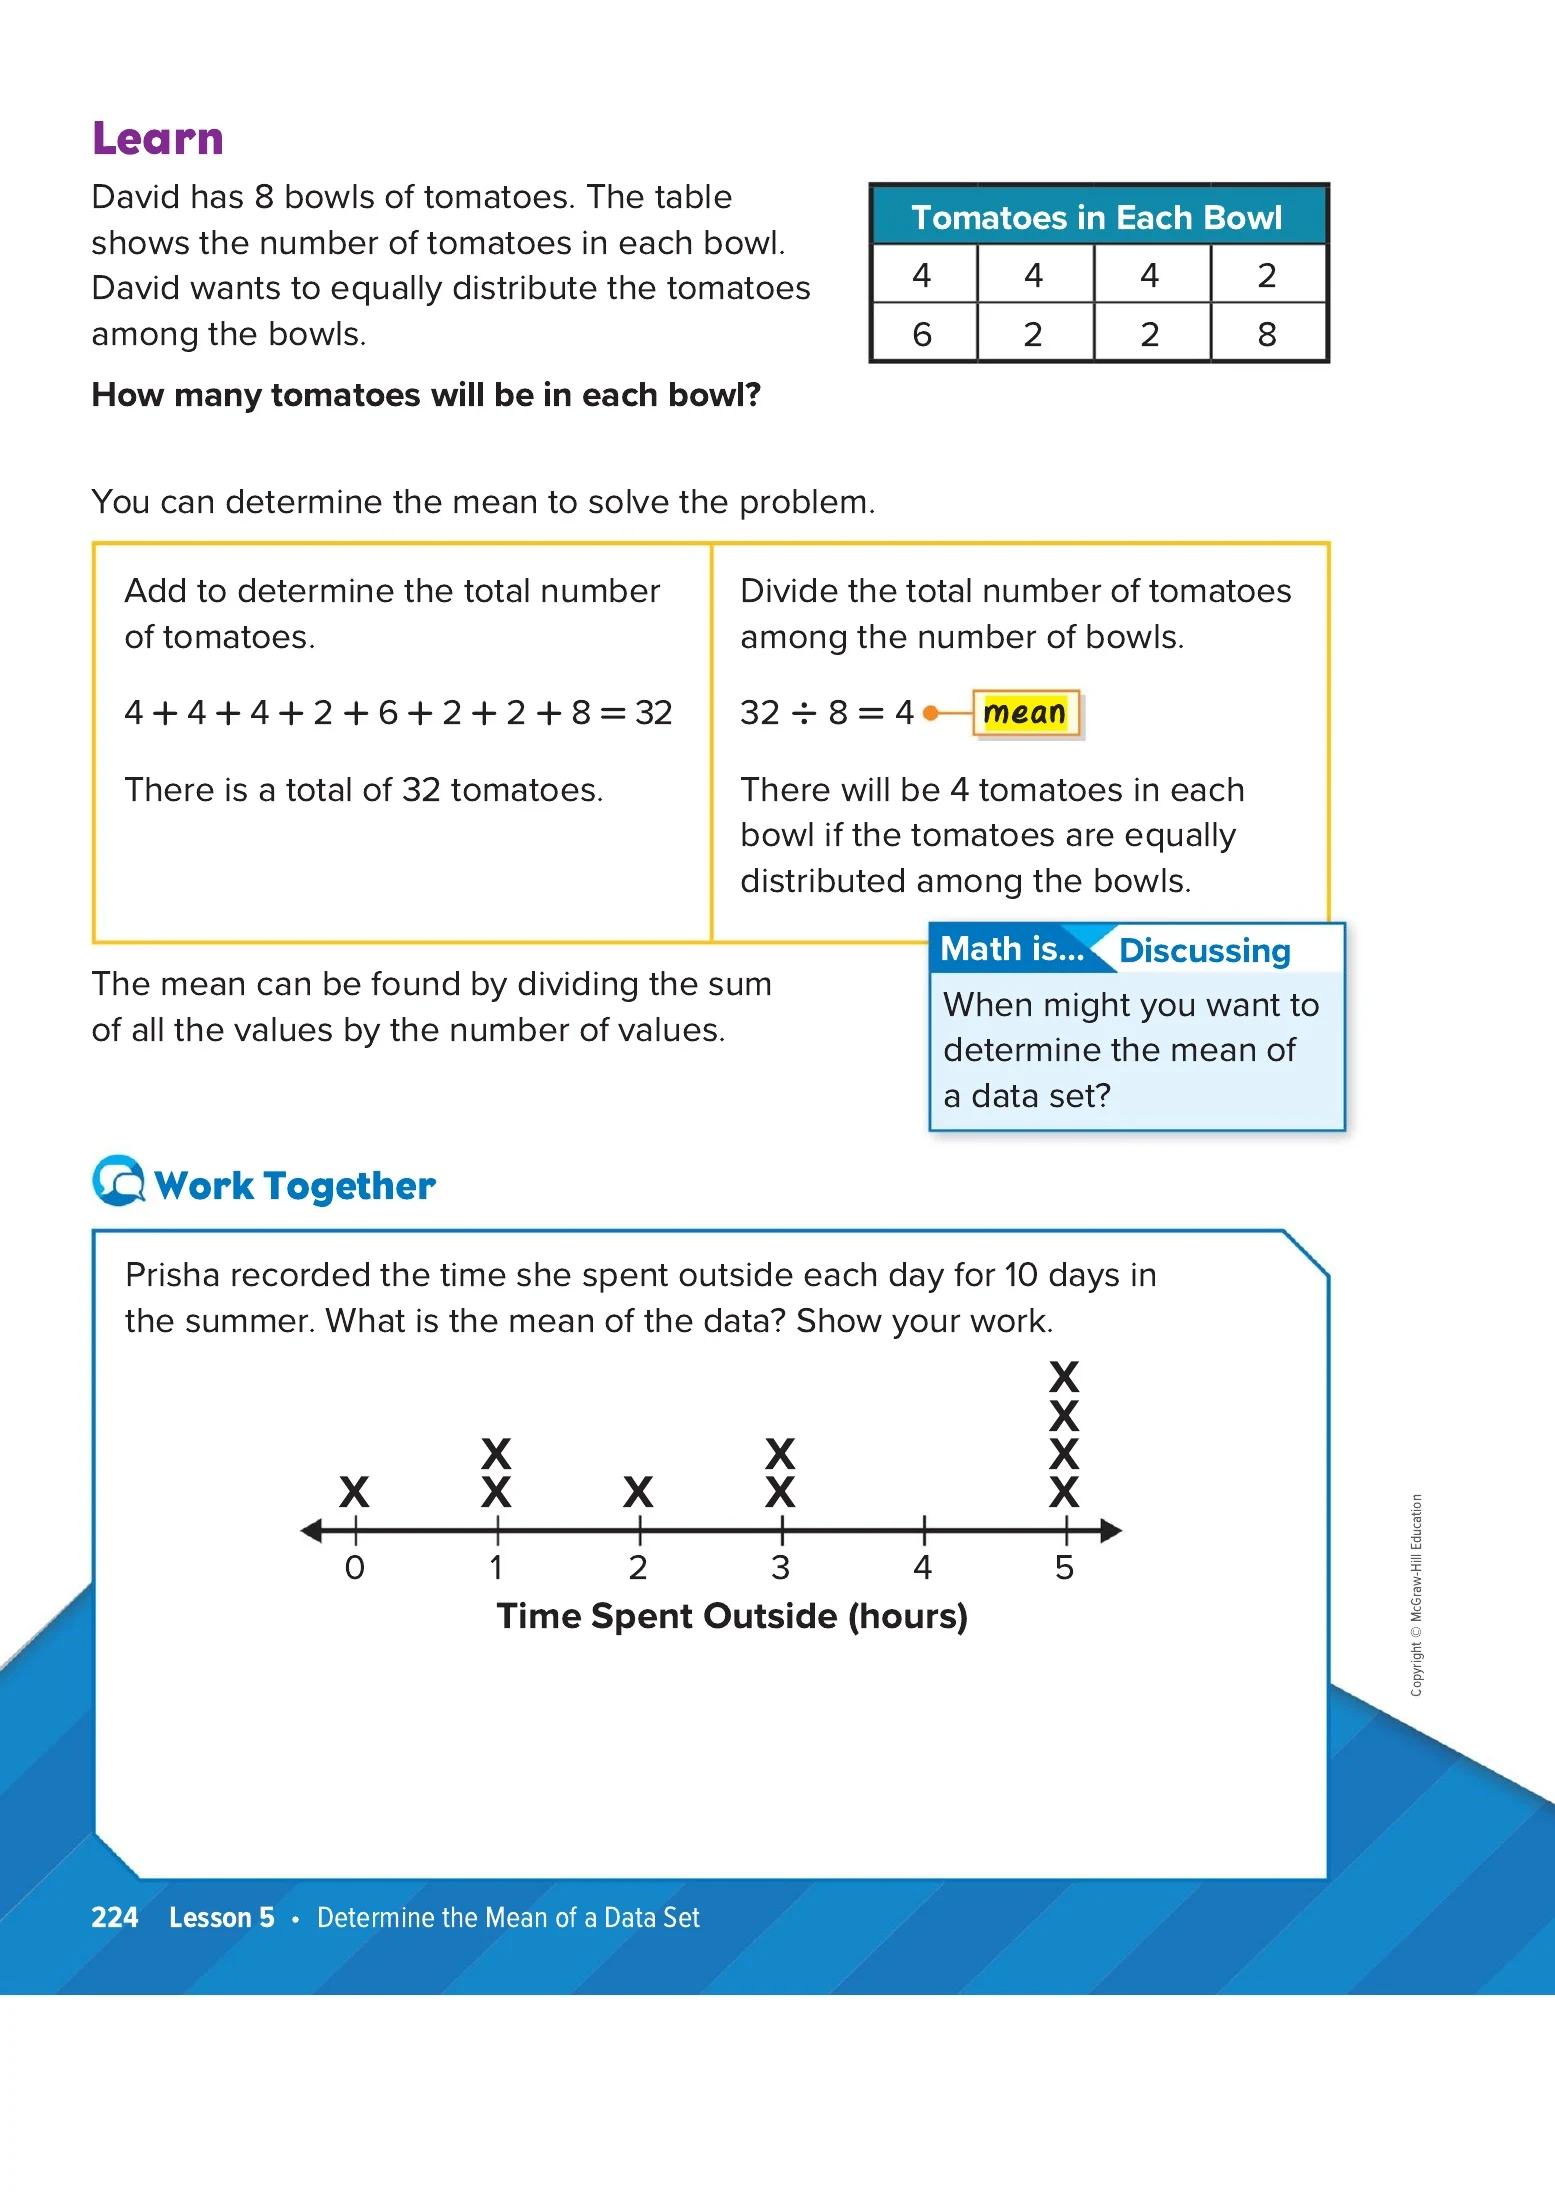 Learn
David has 8 bowls of tomatoes. The table
shows the number of tomatoes in each bowl.
David wants to equally distribute the tomatoes
among the bowls.
How many tomatoes will be in each bowl?
Tomatoes in Each Bowl
4 4 4 2
6 2 2 8
You can determine the mean to solve the problem.
Add to determine the total number
of tomatoes.
4 + 4 + 4 + 2 + 6 + 2 + 2 + 8 = 32
There is a total of 32 tomatoes.
Divide the total number of tomatoes
among the number of bowls.
32 ÷ 8 = 4 mean
There will be 4 tomatoes in each
bowl if the tomatoes are equally
distributed among the bowls.
The mean can be found by dividing the sum
of all the values by the number of values.
Math is... Discussing
When might you want to
determine the mean of
a data set?
Work Together
Prisha recorded the time she spent outside each day for 10 days in
the summer. What is the mean of the data? Show your work.
X
X
X X X X
X X X X X
0 1 2 3 4 5
Time Spent Outside (hours)
Copyright © McGraw-Hill Education
224 Lesson 5 • Determine the Mean of a Data Set